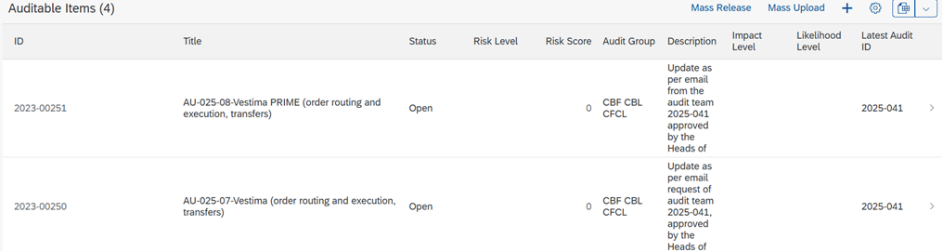 Auditable Items (4)
Mass Release Mass Upload
ID Title Status Risk Level Risk Score Audit Group Description Impact Level Likelihood Level Latest Audit ID
2023-00251
AU-025-08-Vestima PRIME (order routing and
execution, transfers)
Open
0
CBF CBL
CFCL
Update as
per email
from the
audit team
2025-041
approved
by the
Heads of
2025-041
2023-00250
AU-025-07-Vestima (order routing and execution,
transfers)
Open
0
CBF CBL
CFCL
Update as
per email
request of
audit team
2025-041,
approved
by the
Heads of
2025-041